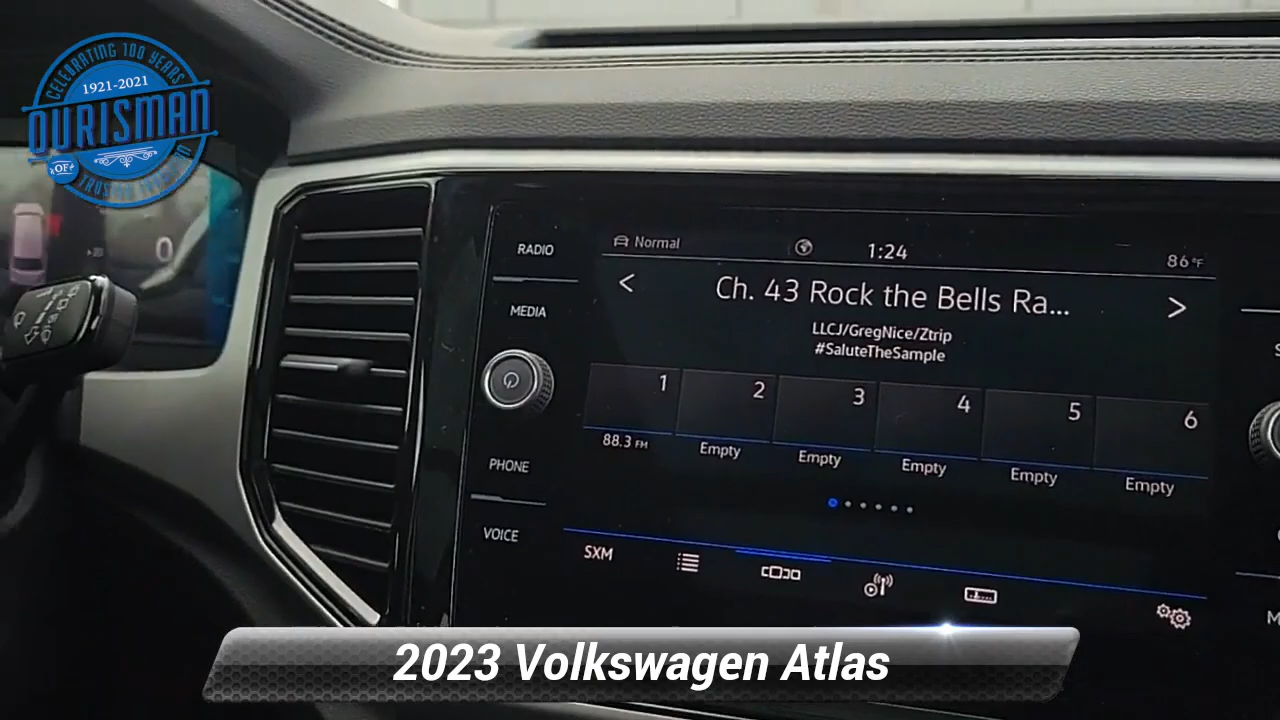 CELEBRATING 100 YEARS
1921-2021
OURISMAN
OF
RADIO
MEDIA
PHONE
VOICE
Normal
1:24
86°F
Ch. 43 Rock the Bells Ra...
LLCJ/GregNice/Ztrip
#SaluteTheSample
1
2
3
4
5
6
88.3 FM
Empty
Empty
Empty
Empty
Empty
SXM
0
2023 Volkswagen Atlas